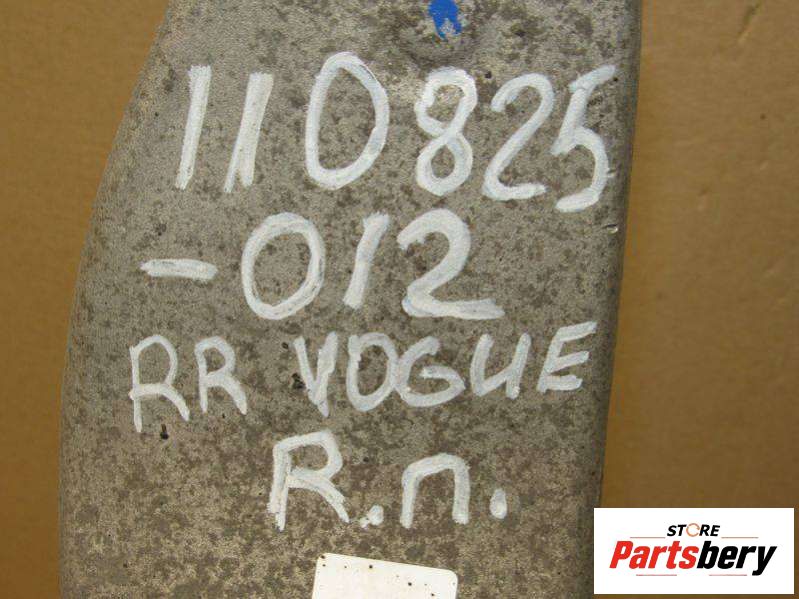 110825
-012
RR VOGUE
R.п.
STORE
Partsbery